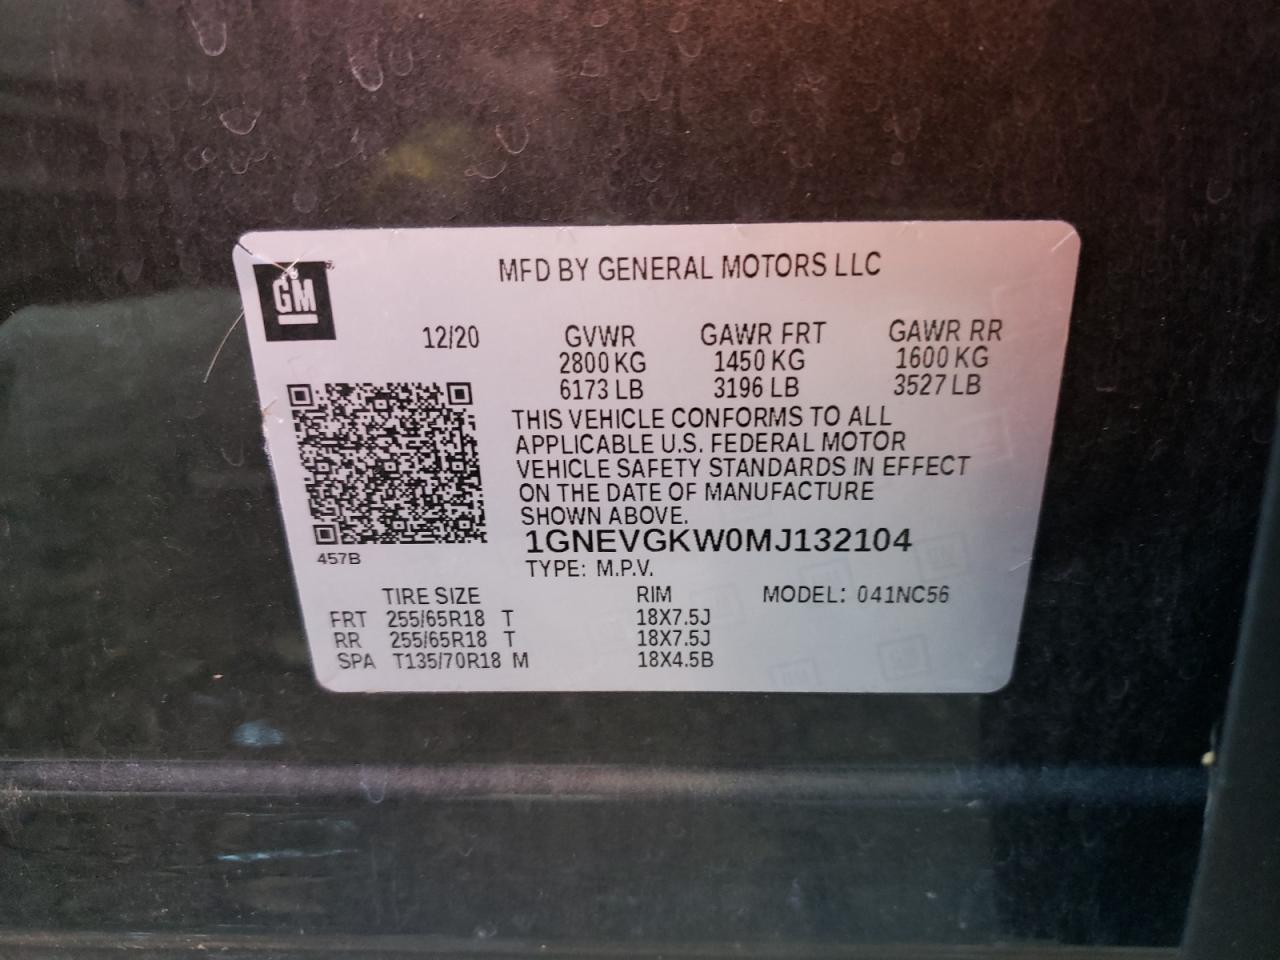 MFD BY GENERAL MOTORS LLC
GM
12/20 GVWR GAWR FRT GAWR RR
2800 KG 1450 KG 1600 KG
6173 LB 3196 LB 3527 LB
THIS VEHICLE CONFORMS TO ALL
APPLICABLE U.S. FEDERAL MOTOR
VEHICLE SAFETY STANDARDS IN EFFECT
ON THE DATE OF MANUFACTURE
SHOWN ABOVE.
1GNEVGKW0MJ132104
457B
TYPE: M.P.V.
TIRE SIZE RIM MODEL: 041NC56
FRT 255/65R18 T 18X7.5J
RR 255/65R18 T 18X7.5J
SPA T135/70R18 M 18X4.5B